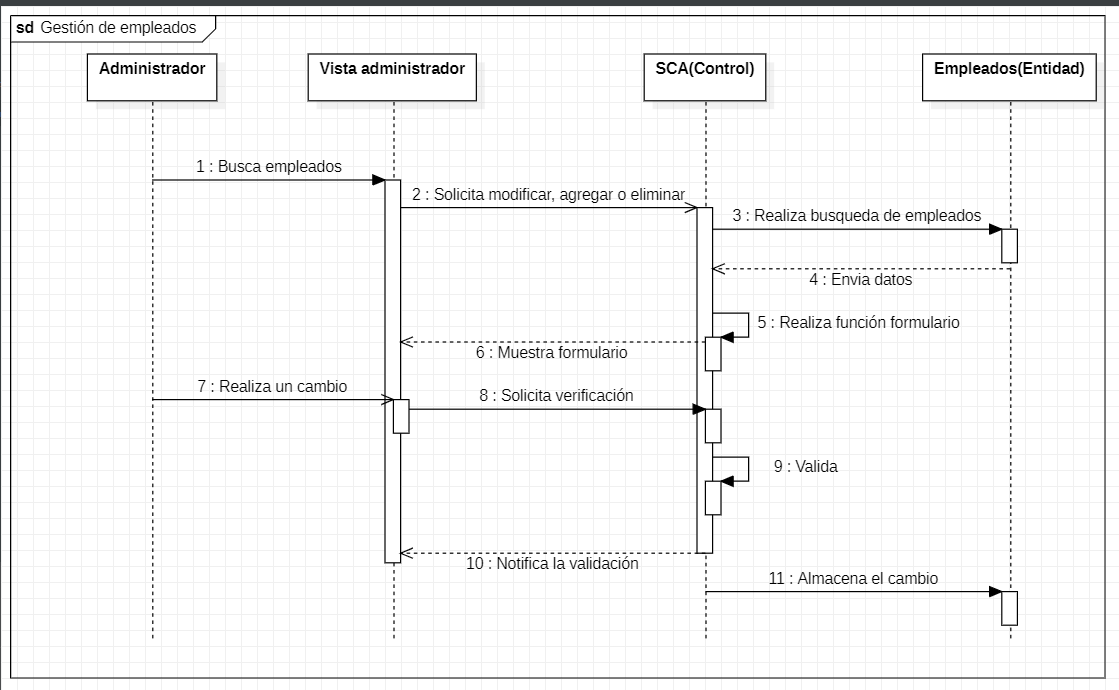 sd Gestión de empleados
Administrador
Vista administrador
SCA(Control)
Empleados(Entidad)
1 : Busca empleados
2 : Solicita modificar, agregar o eliminar
3 : Realiza busqueda de empleados
4 : Envia datos
5 : Realiza función formulario
6 : Muestra formulario
7 : Realiza un cambio
8 : Solicita verificación
9 : Valida
10 : Notifica la validación
11 : Almacena el cambio